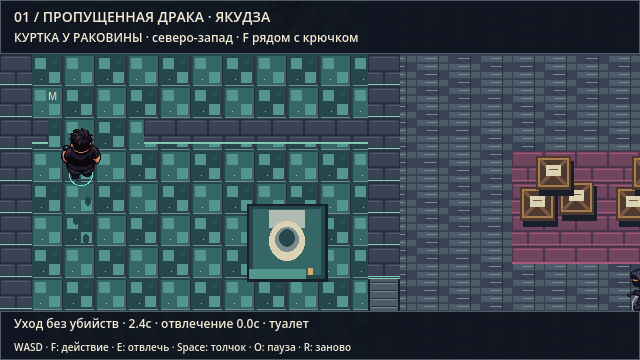 01 / ПРОПУЩЕННАЯ ДРАКА · ЯКУДЗА
КУРТКА У РАКОВИНЫ · северо-запад · F рядом с крючком
M
Уход без убийств · 2.4с · отвлечение 0.0с · туалет
WASD · F: действие · E: отвлечь · Space: толчок · O: пауза · R: заново